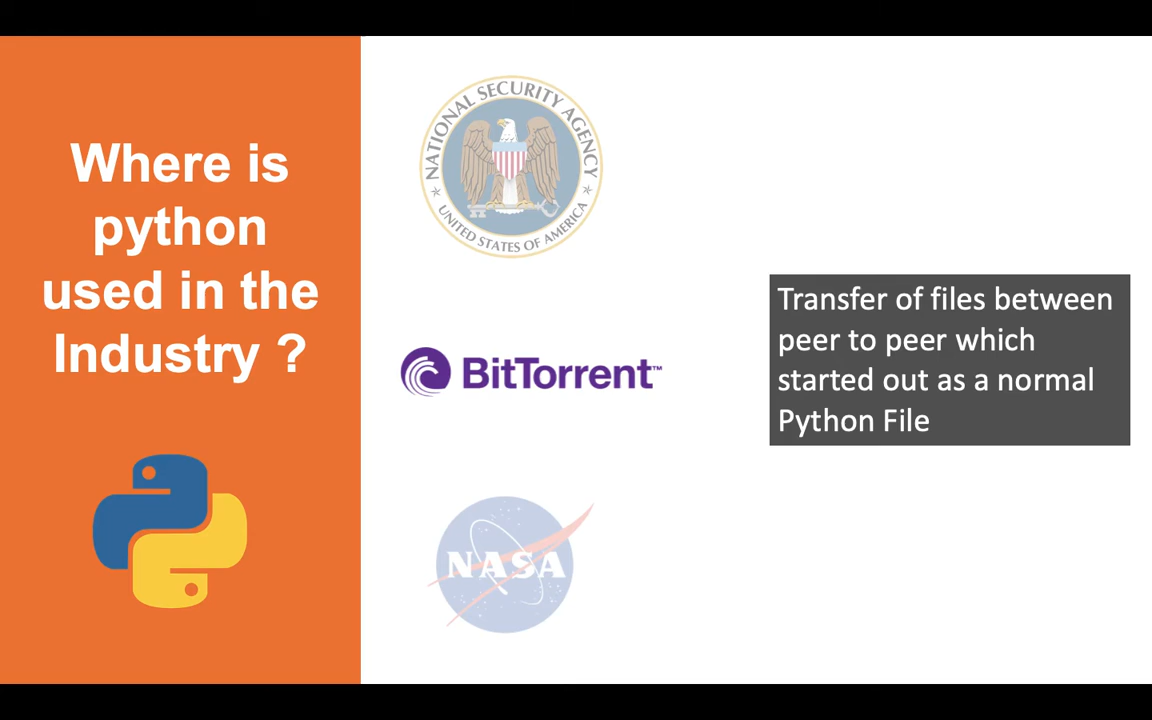 Where is
python
used in the
Industry ?
NATIONAL SECURITY AGENCY
UNITED STATES OF AMERICA
BitTorrent™
Transfer of files between
peer to peer which
started out as a normal
Python File
NASA